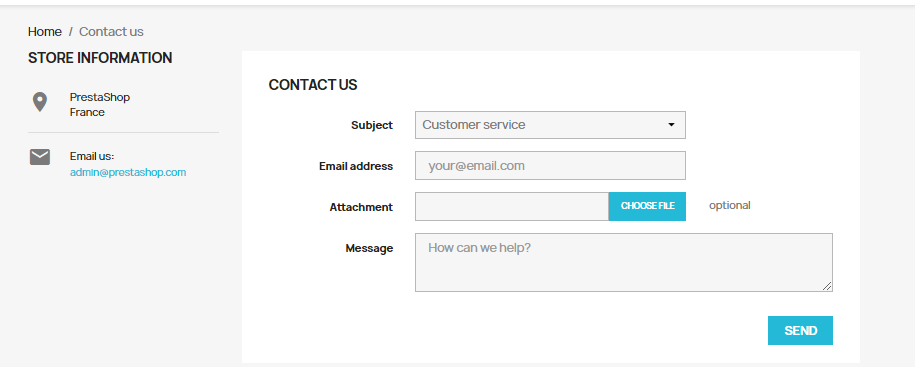 Home / Contact us
STORE INFORMATION
PrestaShop
France
Email us:
admin@prestashop.com
CONTACT US
Subject Customer service
Email address your@email.com
Attachment CHOOSE FILE optional
Message How can we help?
SEND